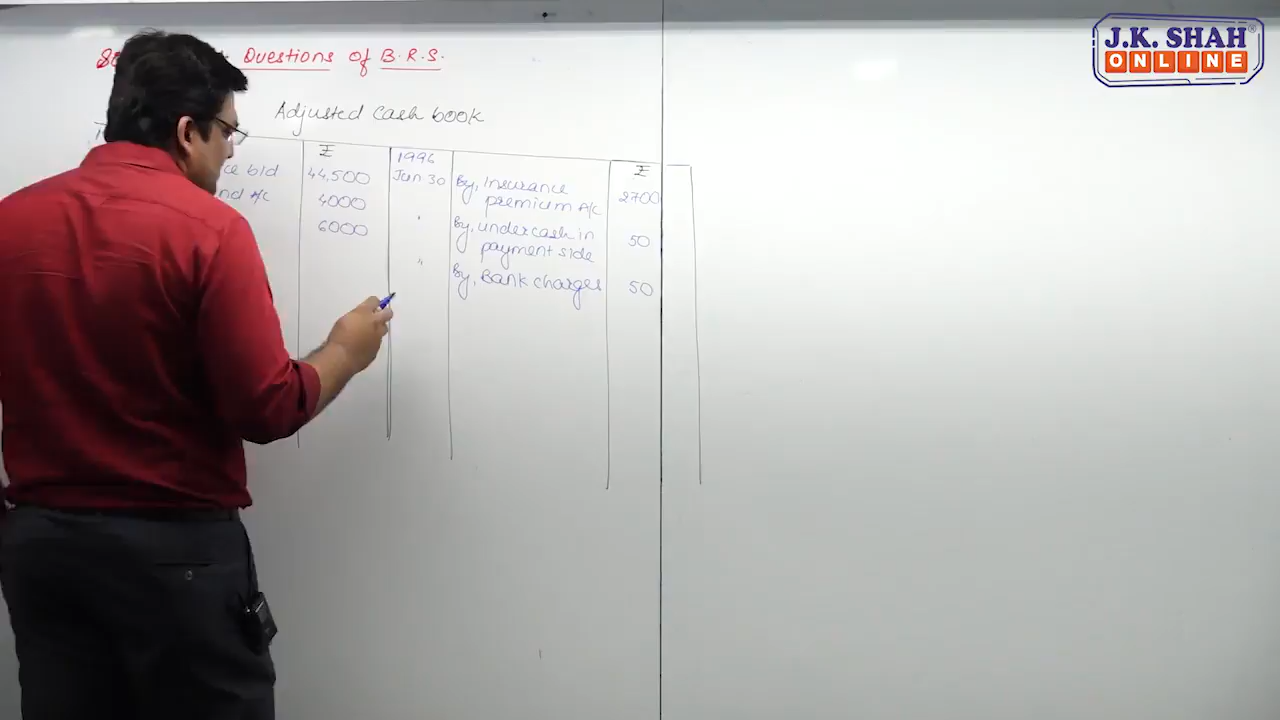 Questions of B.R.S.
Adjusted Cash book
₹ 1996 ₹
ce b/d 44,500 Jun 30 By, Insurance
premium A/c 2700
nd A/c 4000 " By, undercash in
payment side 50
6000
" By, Bank charges 50
J.K. SHAH®
ONLINE